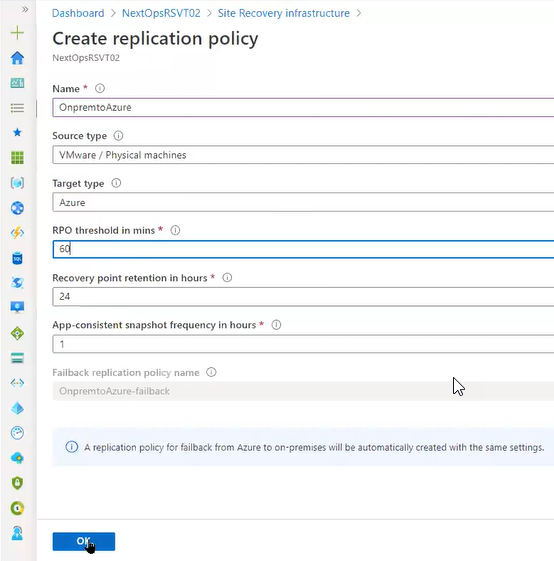 Dashboard > NextOpsRSVT02 > Site Recovery infrastructure >
Create replication policy
NextOpsRSVT02
Name *
OnpremtoAzure
Source type
VMware / Physical machines
Target type
Azure
RPO threshold in mins *
60
Recovery point retention in hours *
24
App-consistent snapshot frequency in hours *
1
Failback replication policy name
OnpremtoAzure-failback
A replication policy for failback from Azure to on-premises will be automatically created with the same settings.
OK